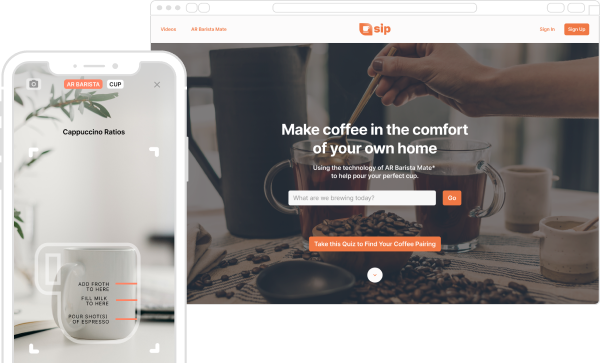 Videos
AR Barista Mate
sip
Sign In
Sign Up
AR BARISTA
CUP
Cappuccino Ratios
Make coffee in the comfort
of your own home
Using the technology of AR Barista Mate*
to help pour your perfect cup.
What are we brewing today?
Go
Take this Quiz to Find Your Coffee Pairing
ADD FROTH
TO HERE
FILL MILK
TO HERE
POUR SHOT(S)
OF ESPRESSO